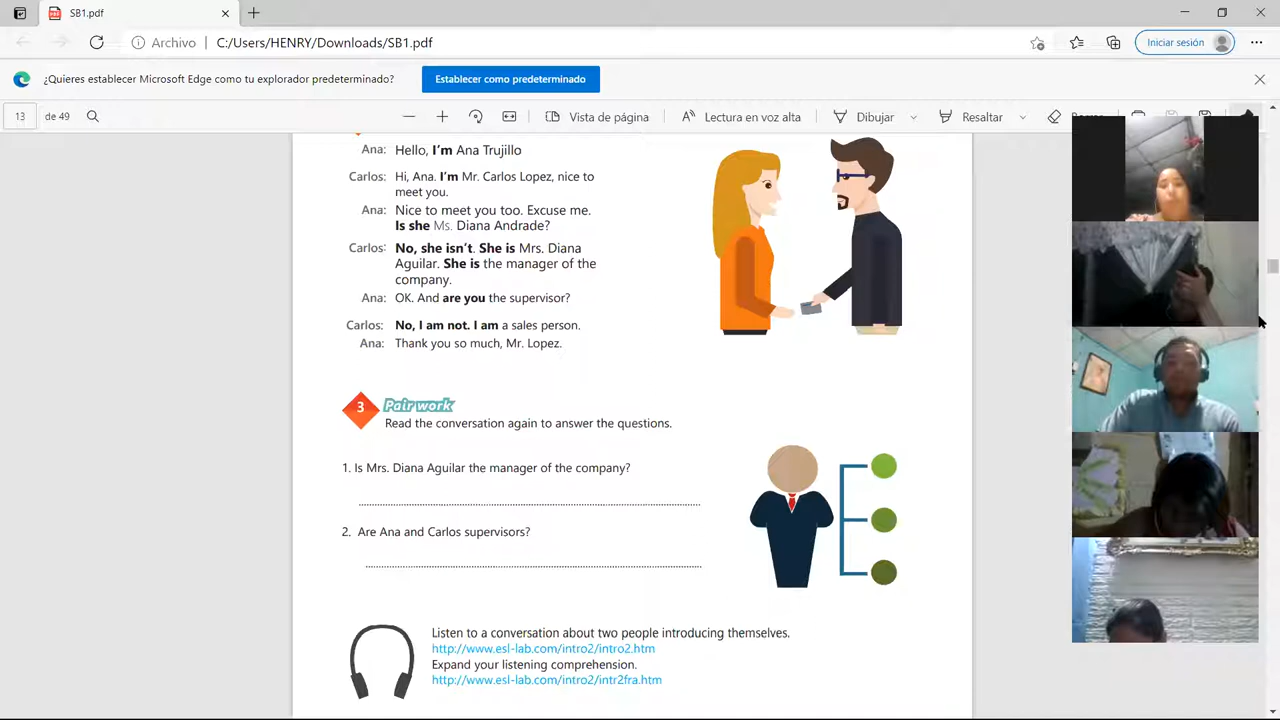 SB1.pdf
Archivo
C:/Users/HENRY/Downloads/SB1.pdf
Iniciar sesión
¿Quieres establecer Microsoft Edge como tu explorador predeterminado?
Establecer como predeterminado
13
de 49
Vista de página
Lectura en voz alta
Dibujar
Resaltar
Ana: Hello, I'm Ana Trujillo
Carlos: Hi, Ana. I'm Mr. Carlos Lopez, nice to
meet you.
Ana: Nice to meet you too. Excuse me.
Is she Ms. Diana Andrade?
Carlos: No, she isn't. She is Mrs. Diana
Aguilar. She is the manager of the
company.
Ana: OK. And are you the supervisor?
Carlos: No, I am not. I am a sales person.
Ana: Thank you so much, Mr. Lopez.
3 Pair work
Read the conversation again to answer the questions.
1. Is Mrs. Diana Aguilar the manager of the company?
2. Are Ana and Carlos supervisors?
Listen to a conversation about two people introducing themselves.
http://www.esl-lab.com/intro2/intro2.htm
Expand your listening comprehension.
http://www.esl-lab.com/intro2/intr2fra.htm